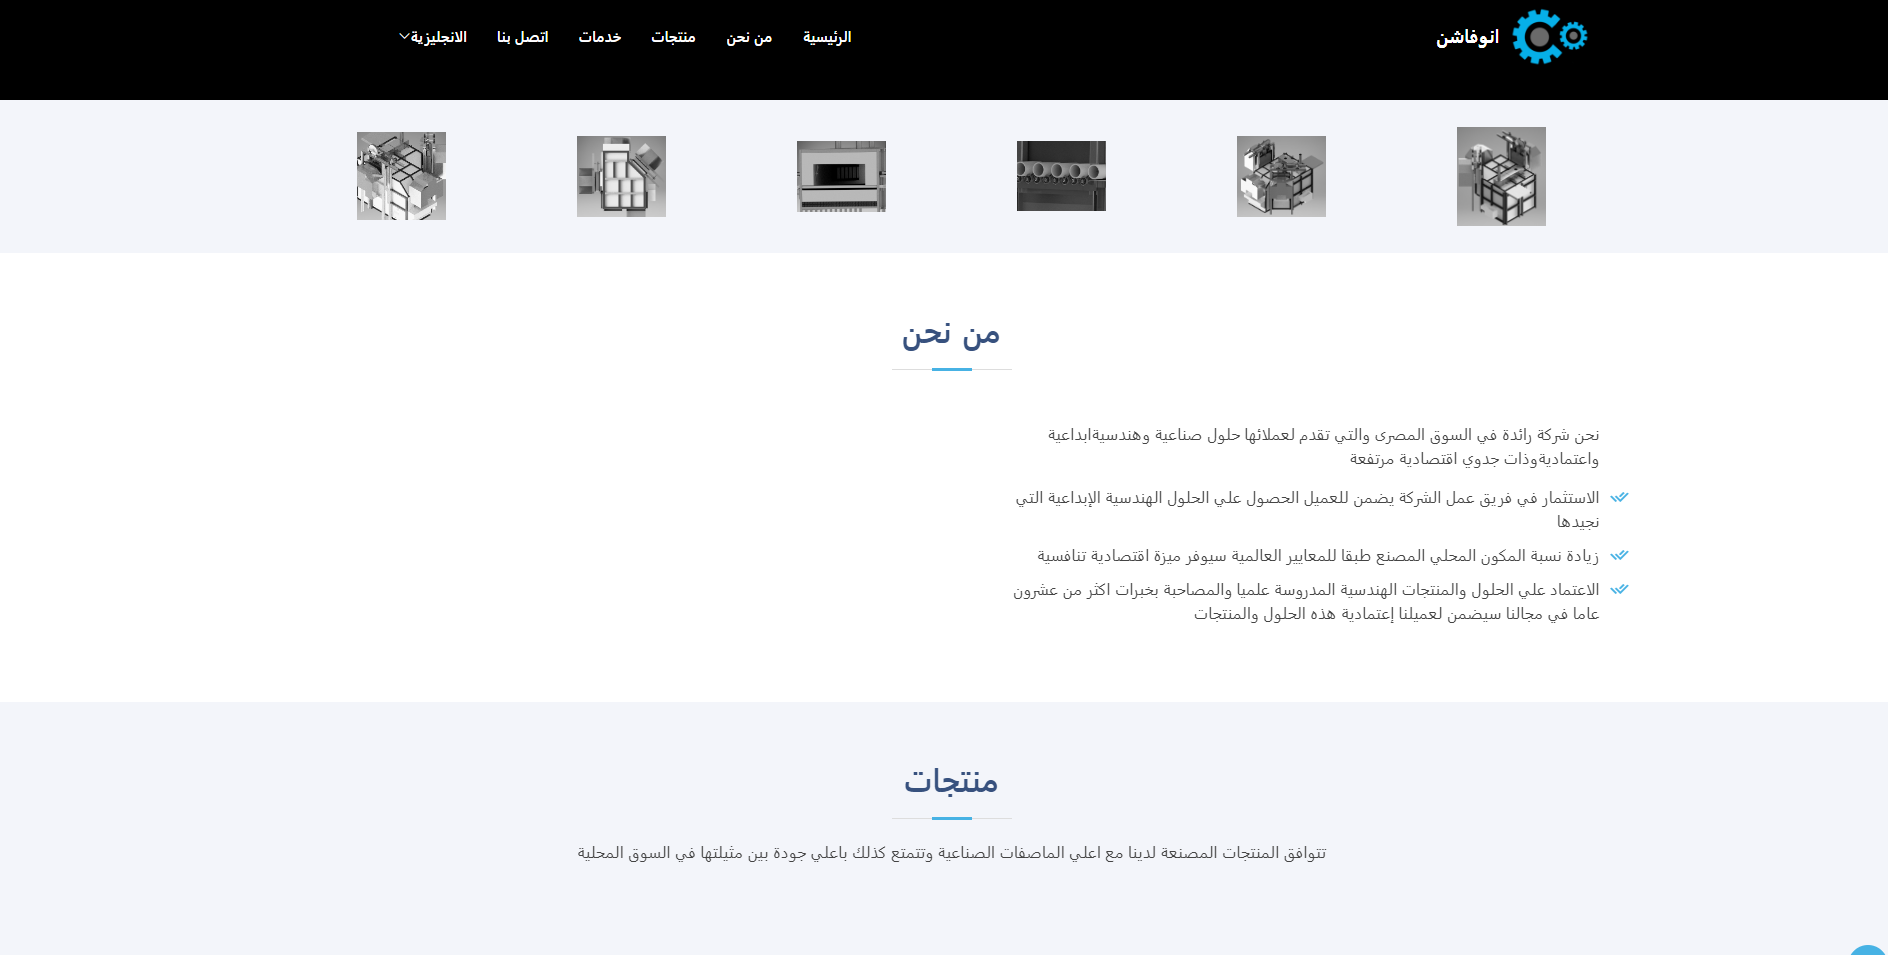 انوفاشن
الرئيسية
من نحن
منتجات
خدمات
اتصل بنا
الانجليزية
من نحن
نحن شركة رائدة في السوق المصرى والتي تقدم لعملائها حلول صناعية وهندسيةابداعية
واعتماديةوذات جدوي اقتصادية مرتفعة
الاستثمار في فريق عمل الشركة يضمن للعميل الحصول علي الحلول الهندسية الإبداعية التي
نجيدها
زيادة نسبة المكون المحلي المصنع طبقا للمعايير العالمية سيوفر ميزة اقتصادية تنافسية
الاعتماد علي الحلول والمنتجات الهندسية المدروسة علميا والمصاحبة بخبرات اكثر من عشرون
عاما في مجالنا سيضمن لعميلنا إعتمادية هذه الحلول والمنتجات
منتجات
تتوافق المنتجات المصنعة لدينا مع اعلي الماصفات الصناعية وتتمتع كذلك باعلي جودة بين مثيلتها في السوق المحلية